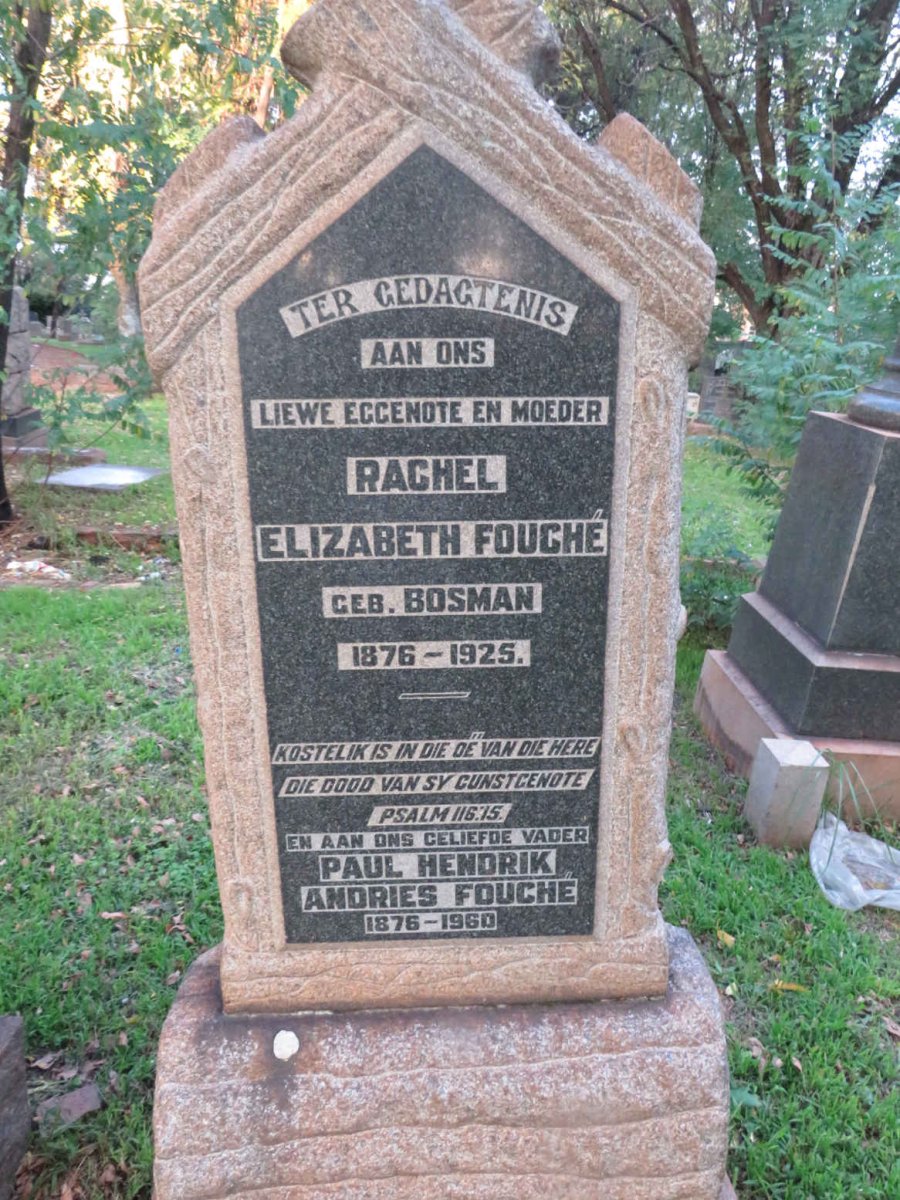 TER GEDAGTENIS
AAN ONS
LIEWE EGGENOTE EN MOEDER
RACHEL
ELIZABETH FOUCHÉ
GEB. BOSMAN
1876 – 1925.
KOSTELIK IS IN DIE OË VAN DIE HERE
DIE DOOD VAN SY GUNSTGENOTE
PSALM 116:15.
EN AAN ONS GELIEFDE VADER
PAUL HENDRIK
ANDRIES FOUCHÉ
1876-1960